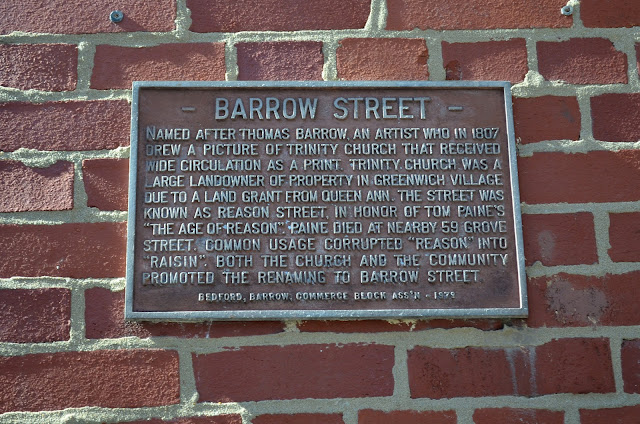 - BARROW STREET -
NAMED AFTER THOMAS BARROW, AN ARTIST WHO IN 1807
DREW A PICTURE OF TRINITY CHURCH THAT RECEIVED
WIDE CIRCULATION AS A PRINT. TRINITY CHURCH WAS A
LARGE LANDOWNER OF PROPERTY IN GREENWICH VILLAGE
DUE TO A LAND GRANT FROM QUEEN ANN. THE STREET WAS
KNOWN AS REASON STREET, IN HONOR OF TOM PAINE'S
"THE AGE OF REASON". PAINE DIED AT NEARBY 59 GROVE
STREET. COMMON USAGE CORRUPTED "REASON" INTO
"RAISIN". BOTH THE CHURCH AND THE COMMUNITY
PROMOTED THE RENAMING TO BARROW STREET
BEDFORD, BARROW, COMMERCE BLOCK ASS'N - 1979